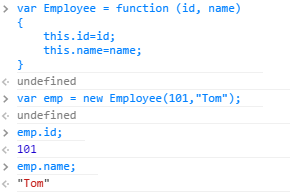 > var Employee = function (id, name)
{
    this.id=id;
    this.name=name;
}
undefined
> var emp = new Employee(101,"Tom");
undefined
> emp.id;
101
> emp.name;
"Tom"